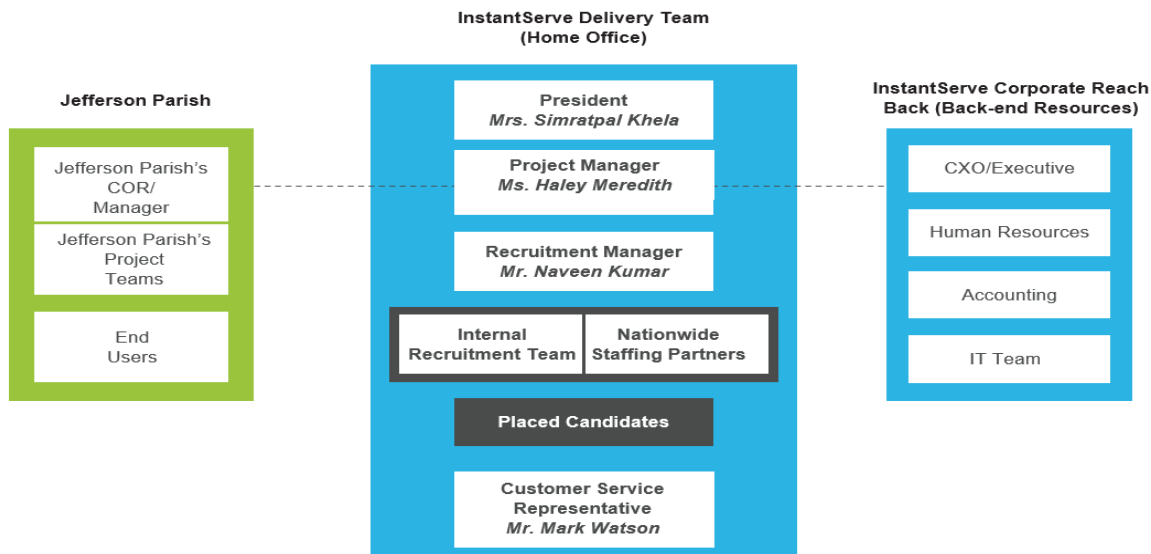 InstantServe Delivery Team
(Home Office)
Jefferson Parish
InstantServe Corporate Reach
Back (Back-end Resources)
Jefferson Parish's
COR/
Manager
Jefferson Parish's
Project
Teams
End
Users
President
Mrs. Simratpal Khela
Project Manager
Ms. Haley Meredith
Recruitment Manager
Mr. Naveen Kumar
Internal
Recruitment Team
Nationwide
Staffing Partners
Placed Candidates
Customer Service
Representative
Mr. Mark Watson
CXO/Executive
Human Resources
Accounting
IT Team